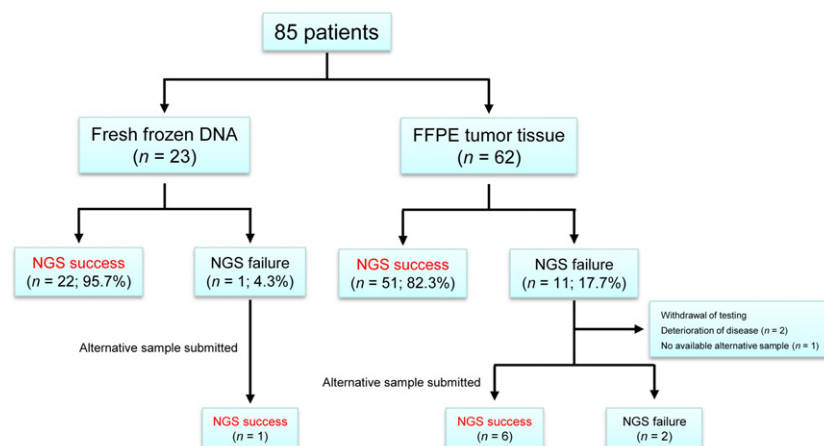 85 patients
Fresh frozen DNA
(n = 23)
FFPE tumor tissue
(n = 62)
NGS success
(n = 22; 95.7%)
NGS failure
(n = 1; 4.3%)
NGS success
(n = 51; 82.3%)
NGS failure
(n = 11; 17.7%)
Withdrawal of testing
Deterioration of disease (n = 2)
No available alternative sample (n = 1)
Alternative sample submitted
Alternative sample submitted
NGS success
(n = 1)
NGS success
(n = 6)
NGS failure
(n = 2)